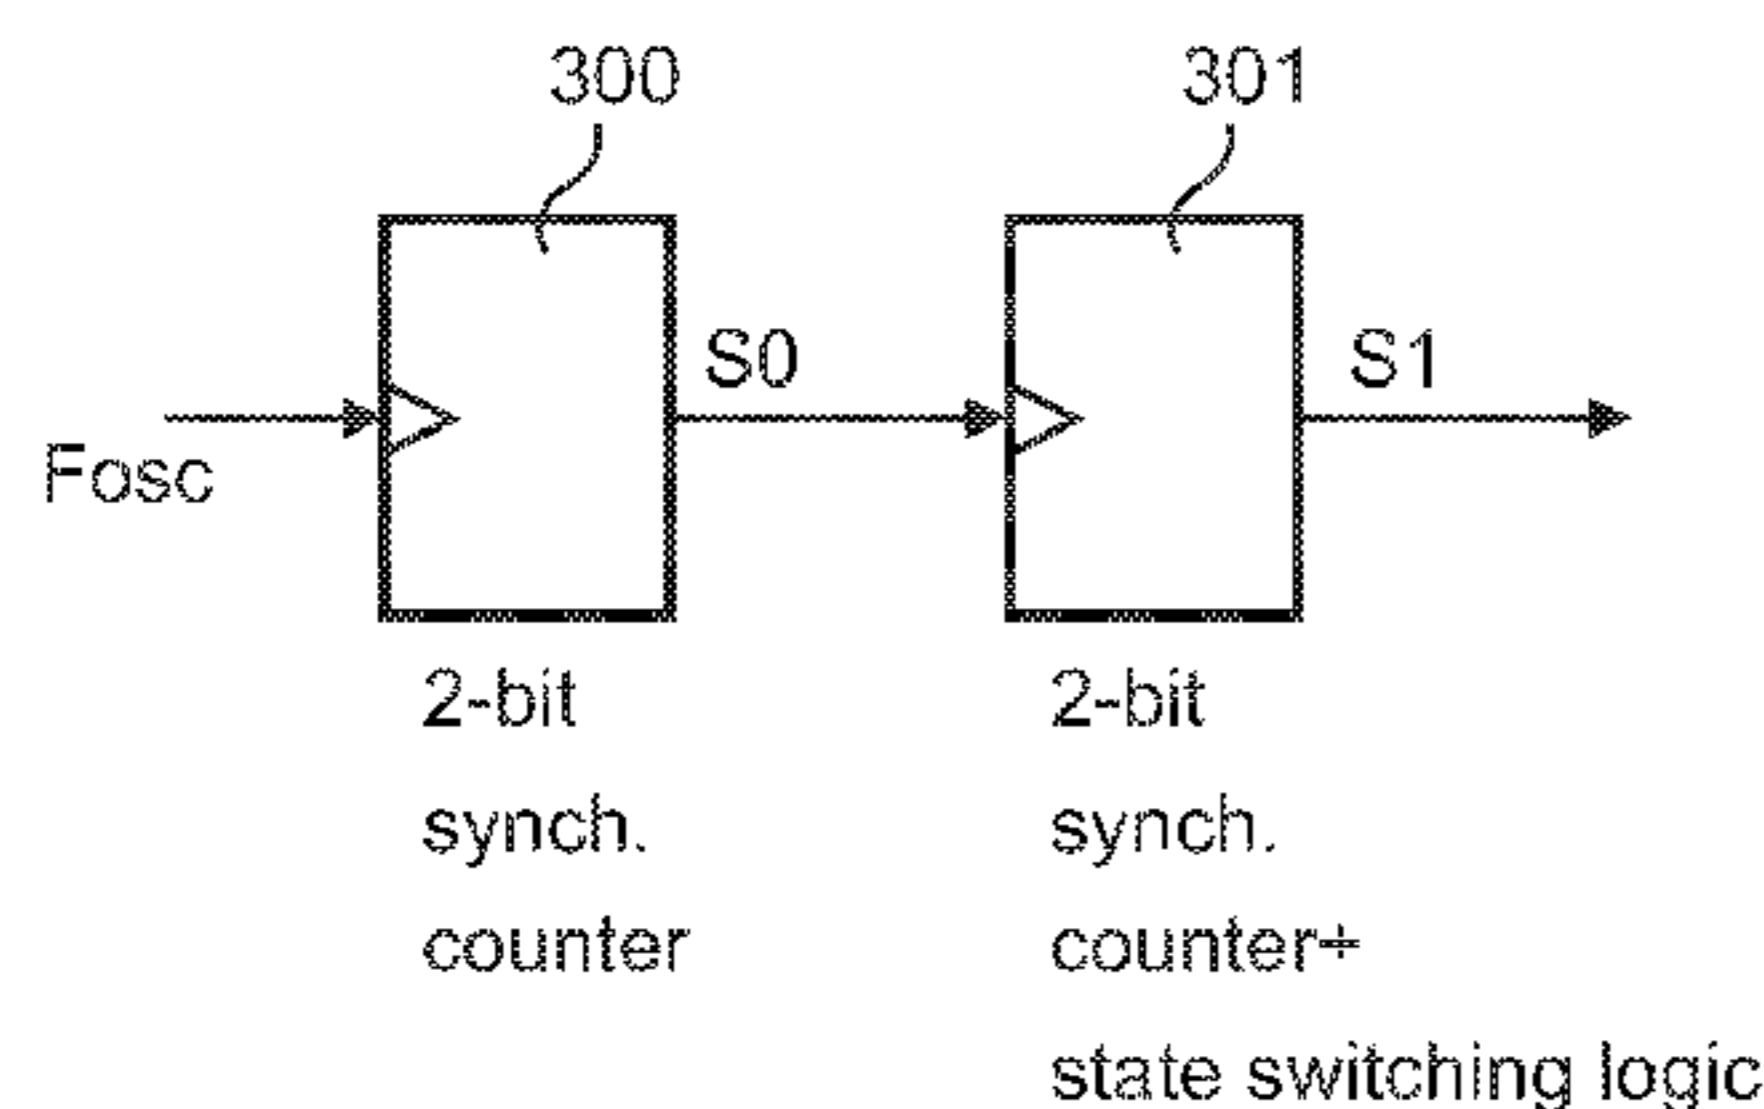 300
301
S0
S1
Fosc
2-bit
synch.
counter
2-bit
synch.
counter+
state switching logic